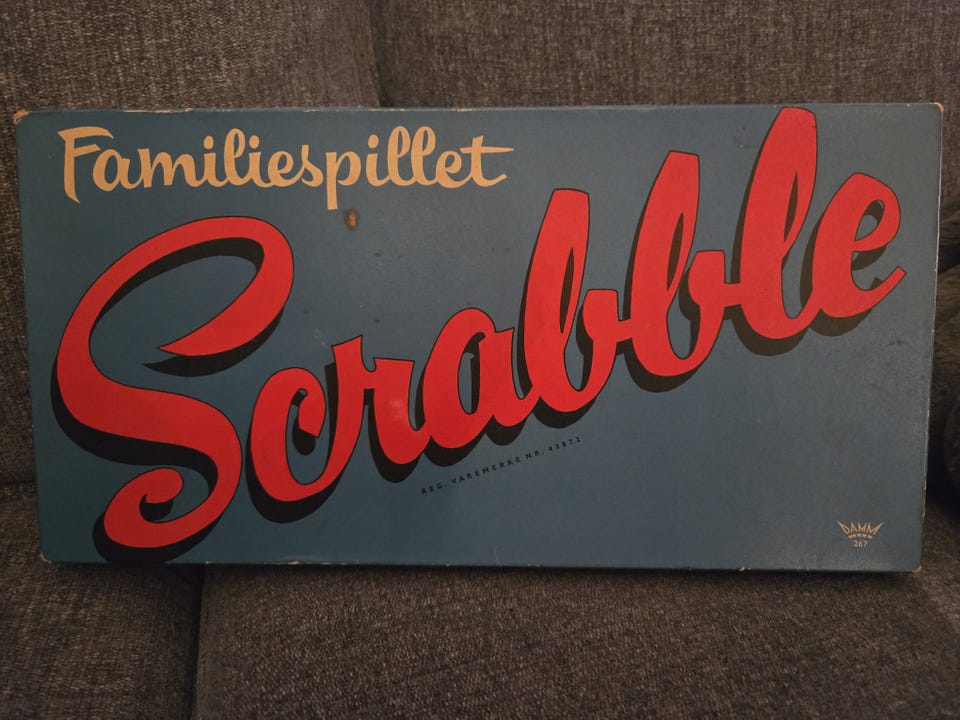 Familiespillet
Scrabble
REG. VAREMERKE NR. 43872
DAMM
267